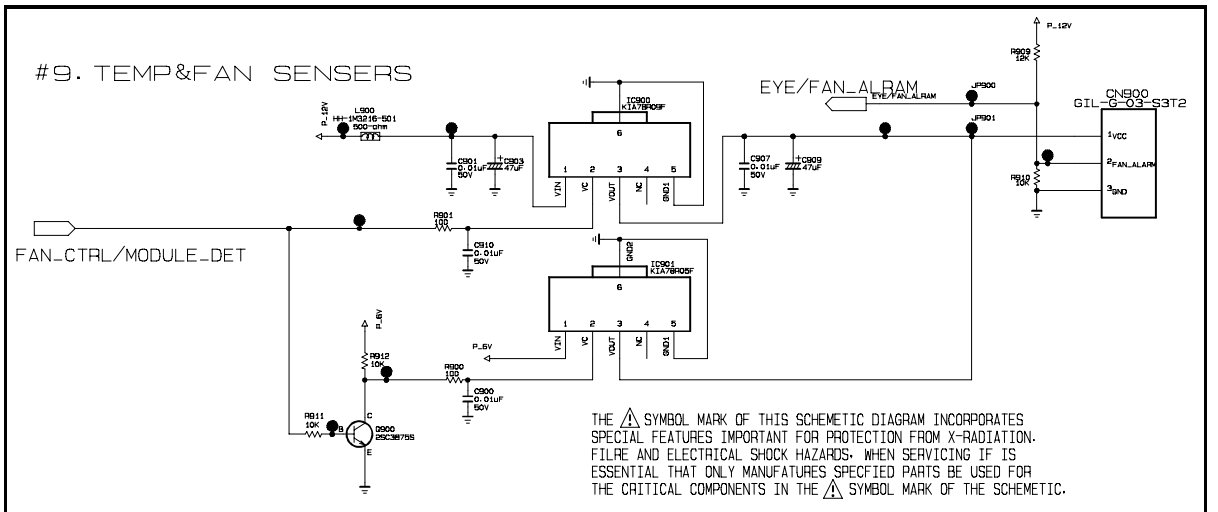 #9. TEMP&FAN SENSERS
P_12V
L900
HH-1M3216-501
500-ohm
C901
0.01uF
50V
C903
47uF
IC900
KIA78R09F
6
1 2 3 4 5
VIN VC VOUT NC GND1
C907
0.01uF
50V
C909
47uF
EYE/FAN_ALRAM
EYE/FAN_ALRAM
JP900
JP901
P_12V
R909
12K
R910
10K
CN900
GIL-G-03-S3T2
1 VCC
2 FAN_ALARM
3 GND
FAN_CTRL/MODULE_DET
R901
100
C910
0.01uF
50V
GND2
IC901
KIA78R05F
6
1 2 3 4 5
VIN VC VOUT NC GND1
P_6V
P_6V
R912
10K
R900
100
C900
0.01uF
50V
R911
10K
B
C
Q900
2SC3875S
E
THE ⚠ SYMBOL MARK OF THIS SCHEMETIC DIAGRAM INCORPORATES
SPECIAL FEATURES IMPORTANT FOR PROTECTION FROM X-RADIATION.
FILRE AND ELECTRICAL SHOCK HAZARDS. WHEN SERVICING IF IS
ESSENTIAL THAT ONLY MANUFATURES SPECFIED PARTS BE USED FOR
THE CRITICAL COMPONENTS IN THE ⚠ SYMBOL MARK OF THE SCHEMETIC.